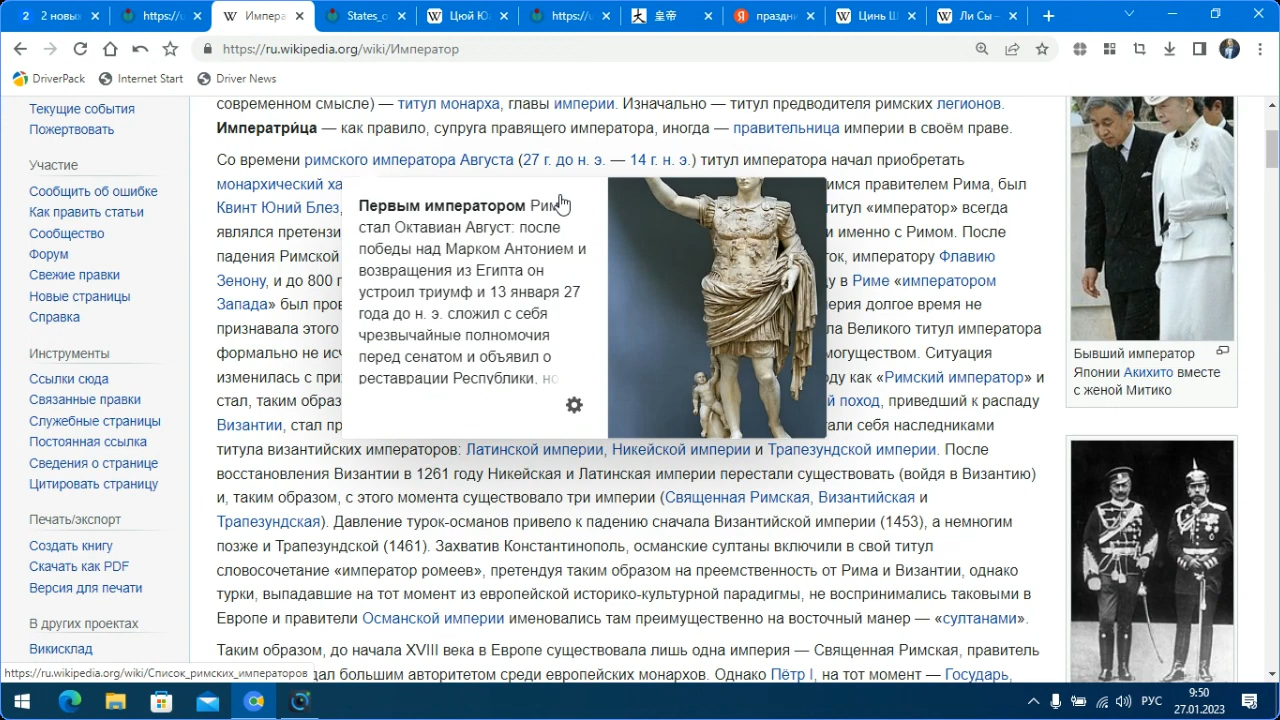 2 новых
https://
Импера
States_o
Цюй Ю
https://
皇帝
праздни
Цинь Ш
Ли Сы –
https://ru.wikipedia.org/wiki/Император
DriverPack
Internet Start
Driver News
Текущие события
Пожертвовать
Участие
Сообщить об ошибке
Как править статьи
Сообщество
Форум
Свежие правки
Новые страницы
Справка
Инструменты
Ссылки сюда
Связанные правки
Служебные страницы
Постоянная ссылка
Сведения о странице
Цитировать страницу
Печать/экспорт
Создать книгу
Скачать как PDF
Версия для печати
В других проектах
Викисклад
современном смысле) — титул монарха, главы империи. Изначально — титул предводителя римских легионов.
Императри́ца — как правило, супруга правящего императора, иногда — правительница империи в своём праве.
Со времени римского императора Августа (27 г. до н. э. — 14 г. н. э.) титул императора начал приобретать
монархический ха
имся правителем Рима, был
Квинт Юний Блез,
титул «император» всегда
являлся претензи
и именно с Римом. После
падения Римской
ок, императору Флавию
Зенону, и до 800 г
у в Риме «императором
Запада» был пров
ерия долгое время не
признавала этого
ла Великого титул императора
формально не исч
могуществом. Ситуация
изменилась с при
оду как «Римский император» и
стал, таким образ
й поход, приведший к распаду
Византии, стал пр
тали себя наследниками
титула византийских императоров: Латинской империи, Никейской империи и Трапезундской империи. После
восстановления Византии в 1261 году Никейская и Латинская империи перестали существовать (войдя в Византию)
и, таким образом, с этого момента существовало три империи (Священная Римская, Византийская и
Трапезундская). Давление турок-османов привело к падению сначала Византийской империи (1453), а немногим
позже и Трапезундской (1461). Захватив Константинополь, османские султаны включили в свой титул
словосочетание «император ромеев», претендуя таким образом на преемственность от Рима и Византии, однако
турки, выпадавшие на тот момент из европейской историко-культурной парадигмы, не воспринимались таковыми в
Европе и правители Османской империи именовались там преимущественно на восточный манер — «султанами».
Таким образом, до начала XVIII века в Европе существовала лишь одна империя — Священная Римская, правитель
дал большим авторитетом среди европейских монархов. Однако Пётр I, на тот момент — Государь,
Первым императором Рим
стал Октавиан Август: после
победы над Марком Антонием и
возвращения из Египта он
устроил триумф и 13 января 27
года до н. э. сложил с себя
чрезвычайные полномочия
перед сенатом и объявил о
реставрации Республики, но
Бывший император
Японии Акихито вместе
с женой Митико
https://ru.wikipedia.org/wiki/Список_римских_императоров
РУС
9:50
27.01.2023